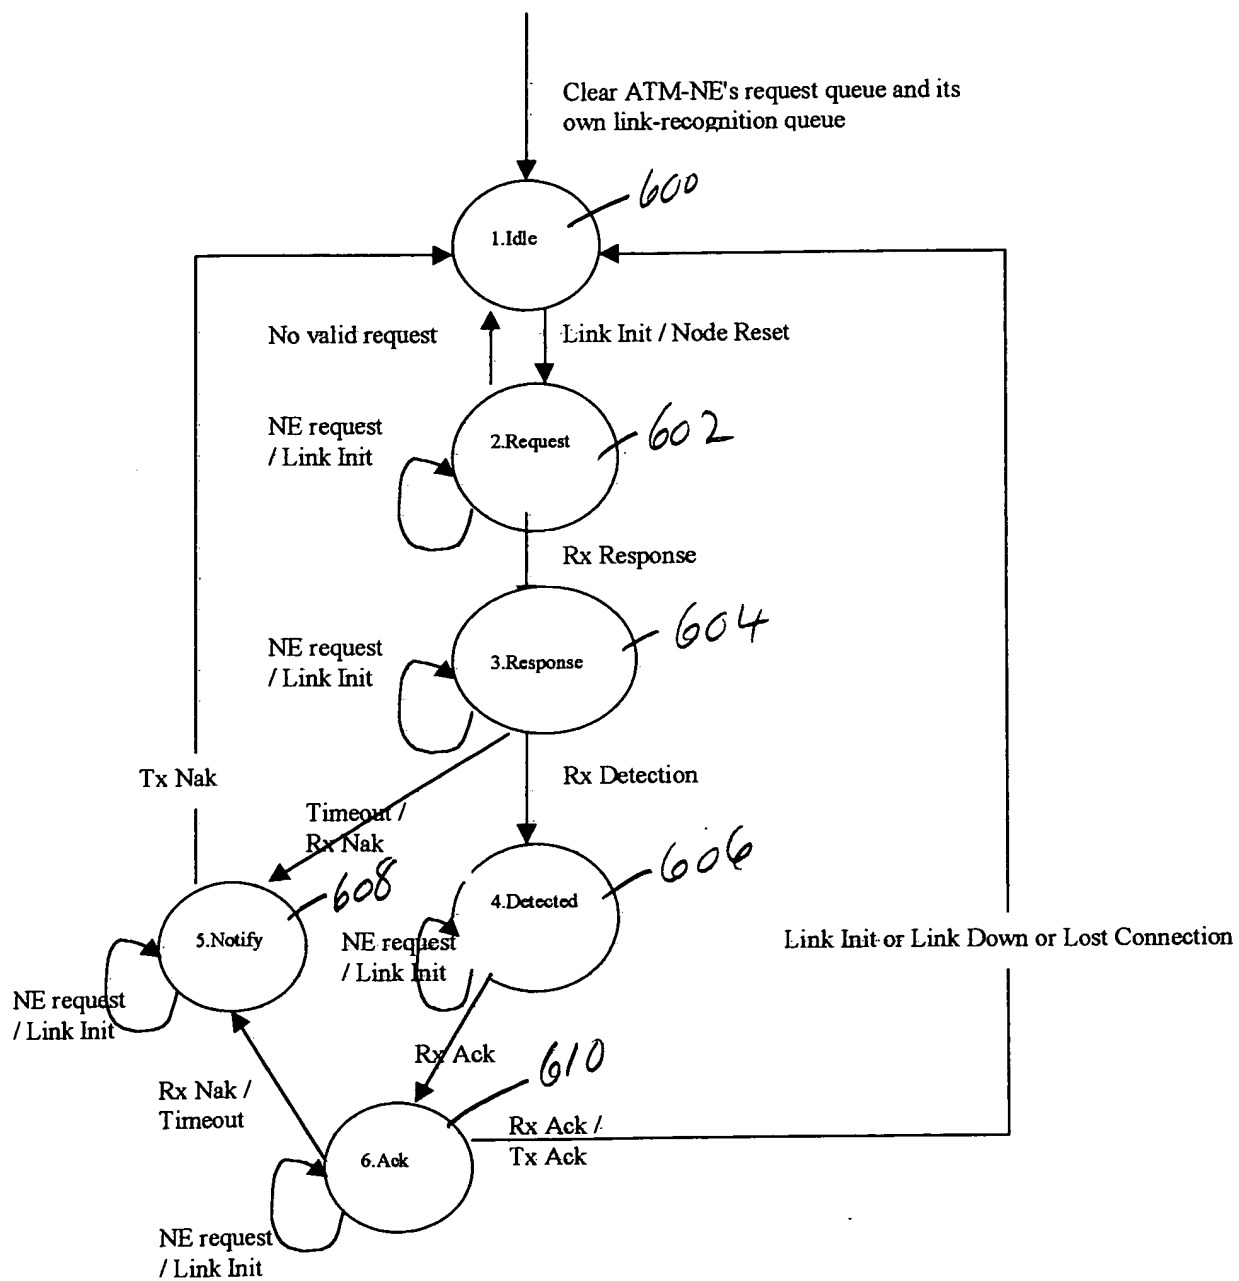 Clear ATM-NE's request queue and its
own link-recognition queue
600
1.Idle
No valid request
Link Init / Node Reset
NE request
/ Link Init
2.Request
602
Rx Response
NE request
/ Link Init
3.Response
604
Tx Nak
Rx Detection
Timeout /
Rx Nak
606
608
4.Detected
5.Notify
NE request
/ Link Init
Link Init or Link Down or Lost Connection
NE request
/ Link Init
Rx Ack
610
Rx Nak /
Timeout
Rx Ack /
Tx Ack
6.Ack
NE request
/ Link Init